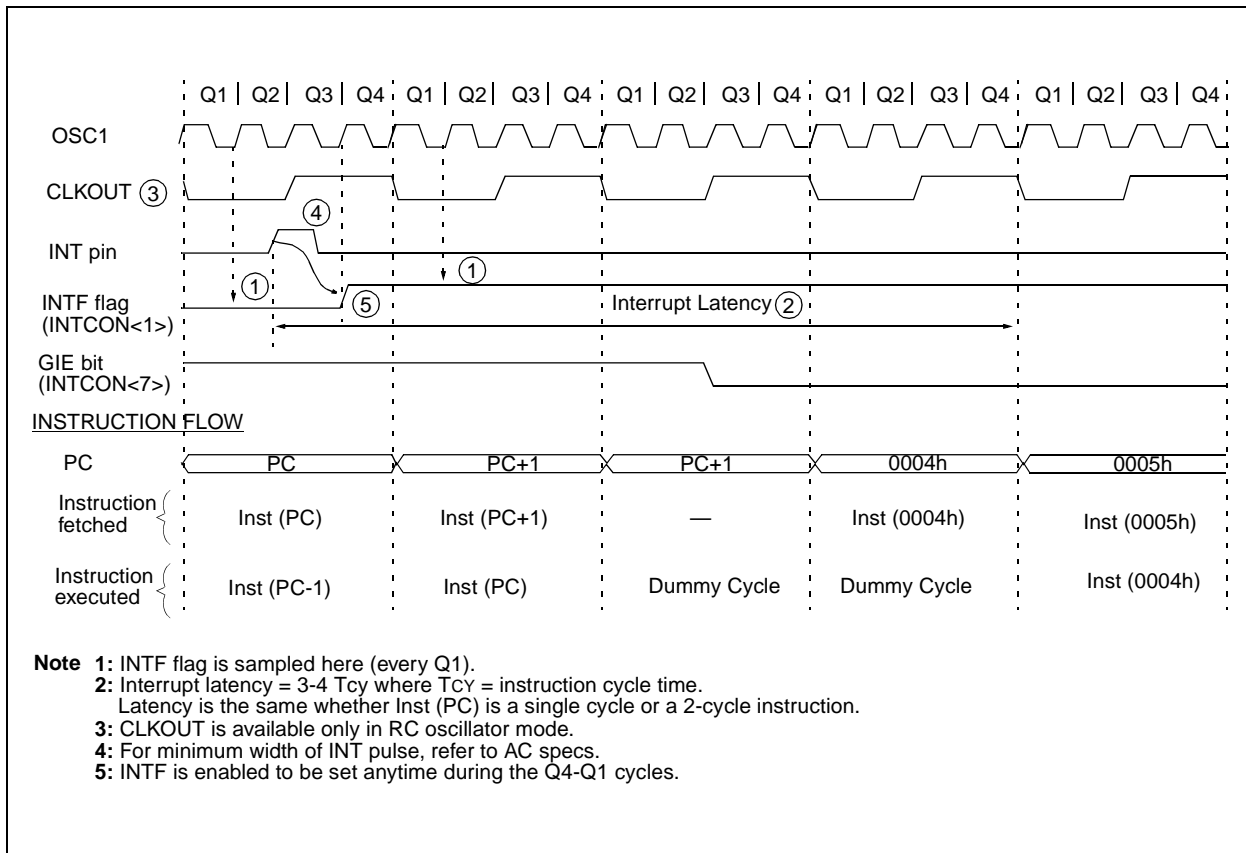 Q1 | Q2 | Q3 | Q4 Q1 | Q2 | Q3 | Q4 Q1 | Q2 | Q3 | Q4 Q1 | Q2 | Q3 | Q4 Q1 | Q2 | Q3 | Q4
OSC1
CLKOUT 3
4
INT pin
1
1
INTF flag
(INTCON<1>)
5
Interrupt Latency 2
GIE bit
(INTCON<7>)
INSTRUCTION FLOW
PC PC PC+1 PC+1 0004h 0005h
Instruction
fetched
Inst (PC) Inst (PC+1) — Inst (0004h) Inst (0005h)
Instruction
executed
Inst (PC-1) Inst (PC) Dummy Cycle Dummy Cycle Inst (0004h)
Note 1: INTF flag is sampled here (every Q1).
2: Interrupt latency = 3-4 Tcy where TCY = instruction cycle time.
Latency is the same whether Inst (PC) is a single cycle or a 2-cycle instruction.
3: CLKOUT is available only in RC oscillator mode.
4: For minimum width of INT pulse, refer to AC specs.
5: INTF is enabled to be set anytime during the Q4-Q1 cycles.